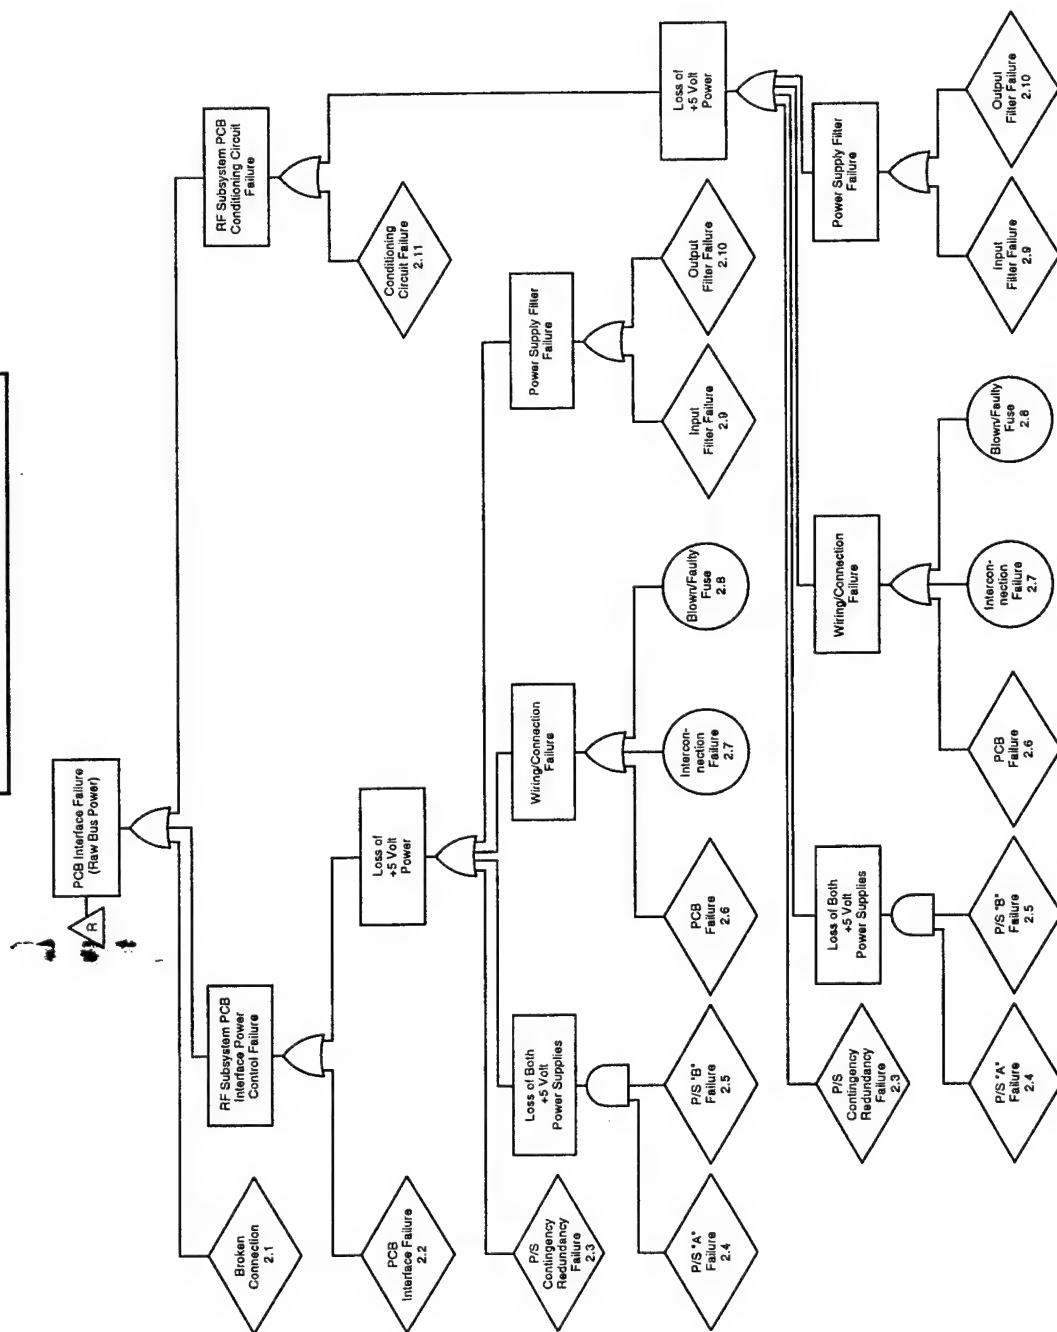 PCB Interface Failure
(Raw Bus Power)
R
Broken
Connection
2.1
RF Subsystem PCB
Interface Power
Control Failure
RF Subsystem PCB
Conditioning Circuit
Failure
PCB
Interface Failure
2.2
Loss of
+5 Volt
Power
Conditioning
Circuit Failure
2.11
P/S
Contingency
Redundancy
Failure
2.3
Loss of Both
+5 Volt
Power Supplies
Wiring/Connection
Failure
Power Supply Filter
Failure
P/S "A"
Failure
2.4
P/S "B"
Failure
2.5
PCB
Failure
2.6
Intercon-
nection
Failure
2.7
Blown/Faulty
Fuse
2.8
Input
Filter Failure
2.9
Output
Filter Failure
2.10
Loss of
+5 Volt
Power
P/S
Contingency
Redundancy
Failure
2.3
Loss of Both
+5 Volt
Power Supplies
Wiring/Connection
Failure
Power Supply Filter
Failure
P/S "A"
Failure
2.4
P/S "B"
Failure
2.5
PCB
Failure
2.6
Intercon-
nection
Failure
2.7
Blown/Faulty
Fuse
2.8
Input
Filter Failure
2.9
Output
Filter Failure
2.10